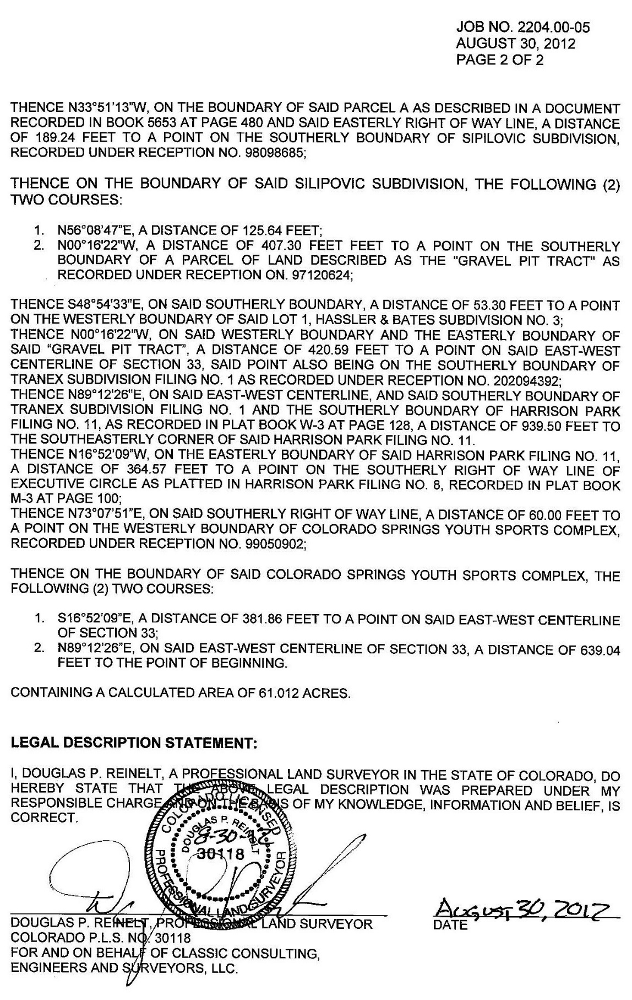 JOB NO. 2204.00-05
AUGUST 30, 2012
PAGE 2 OF 2
THENCE N33°51'13"W, ON THE BOUNDARY OF SAID PARCEL A AS DESCRIBED IN A DOCUMENT
RECORDED IN BOOK 5653 AT PAGE 480 AND SAID EASTERLY RIGHT OF WAY LINE, A DISTANCE
OF 189.24 FEET TO A POINT ON THE SOUTHERLY BOUNDARY OF SIPILOVIC SUBDIVISION,
RECORDED UNDER RECEPTION NO. 98098685;
THENCE ON THE BOUNDARY OF SAID SILIPOVIC SUBDIVISION, THE FOLLOWING (2)
TWO COURSES:
1. N56°08'47"E, A DISTANCE OF 125.64 FEET;
2. N00°16'22"W, A DISTANCE OF 407.30 FEET FEET TO A POINT ON THE SOUTHERLY
BOUNDARY OF A PARCEL OF LAND DESCRIBED AS THE "GRAVEL PIT TRACT" AS
RECORDED UNDER RECEPTION ON. 97120624;
THENCE S48°54'33"E, ON SAID SOUTHERLY BOUNDARY, A DISTANCE OF 53.30 FEET TO A POINT
ON THE WESTERLY BOUNDARY OF SAID LOT 1, HASSLER & BATES SUBDIVISION NO. 3;
THENCE N00°16'22"W, ON SAID WESTERLY BOUNDARY AND THE EASTERLY BOUNDARY OF
SAID "GRAVEL PIT TRACT", A DISTANCE OF 420.59 FEET TO A POINT ON SAID EAST-WEST
CENTERLINE OF SECTION 33, SAID POINT ALSO BEING ON THE SOUTHERLY BOUNDARY OF
TRANEX SUBDIVISION FILING NO. 1 AS RECORDED UNDER RECEPTION NO. 202094392;
THENCE N89°12'26"E, ON SAID EAST-WEST CENTERLINE, AND SAID SOUTHERLY BOUNDARY OF
TRANEX SUBDIVISION FILING NO. 1 AND THE SOUTHERLY BOUNDARY OF HARRISON PARK
FILING NO. 11, AS RECORDED IN PLAT BOOK W-3 AT PAGE 128, A DISTANCE OF 939.50 FEET TO
THE SOUTHEASTERLY CORNER OF SAID HARRISON PARK FILING NO. 11.
THENCE N16°52'09"W, ON THE EASTERLY BOUNDARY OF SAID HARRISON PARK FILING NO. 11,
A DISTANCE OF 364.57 FEET TO A POINT ON THE SOUTHERLY RIGHT OF WAY LINE OF
EXECUTIVE CIRCLE AS PLATTED IN HARRISON PARK FILING NO. 8, RECORDED IN PLAT BOOK
M-3 AT PAGE 100;
THENCE N73°07'51"E, ON SAID SOUTHERLY RIGHT OF WAY LINE, A DISTANCE OF 60.00 FEET TO
A POINT ON THE WESTERLY BOUNDARY OF COLORADO SPRINGS YOUTH SPORTS COMPLEX,
RECORDED UNDER RECEPTION NO. 99050902;
THENCE ON THE BOUNDARY OF SAID COLORADO SPRINGS YOUTH SPORTS COMPLEX, THE
FOLLOWING (2) TWO COURSES:
1. S16°52'09"E, A DISTANCE OF 381.86 FEET TO A POINT ON SAID EAST-WEST CENTERLINE
OF SECTION 33;
2. N89°12'26"E, ON SAID EAST-WEST CENTERLINE OF SECTION 33, A DISTANCE OF 639.04
FEET TO THE POINT OF BEGINNING.
CONTAINING A CALCULATED AREA OF 61.012 ACRES.
LEGAL DESCRIPTION STATEMENT:
I, DOUGLAS P. REINELT, A PROFESSIONAL LAND SURVEYOR IN THE STATE OF COLORADO, DO
HEREBY STATE THAT THE ABOVE LEGAL DESCRIPTION WAS PREPARED UNDER MY
RESPONSIBLE CHARGE AND ON THE BASIS OF MY KNOWLEDGE, INFORMATION AND BELIEF, IS
CORRECT.
COLORADO LICENSED
DOUGLAS P. REINELT
8-30-12
30118
PROFESSIONAL LAND SURVEYOR
AUGUST 30, 2012
DOUGLAS P. REINELT, PROFESSIONAL LAND SURVEYOR
DATE
COLORADO P.L.S. NO. 30118
FOR AND ON BEHALF OF CLASSIC CONSULTING,
ENGINEERS AND SURVEYORS, LLC.